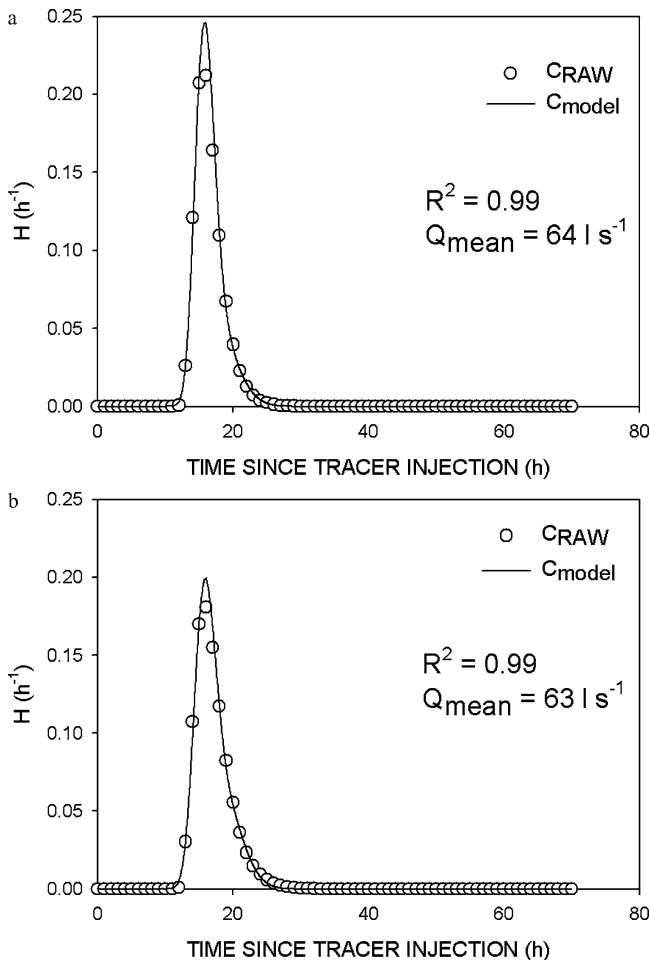 a
0.25
0.20
0.15
0.10
0.05
0.00
H (h-1)
CRAW
Cmodel
R2 = 0.99
Qmean = 64 l s-1
0 20 40 60 80
TIME SINCE TRACER INJECTION (h)
b
0.25
0.20
0.15
0.10
0.05
0.00
H (h-1)
CRAW
Cmodel
R2 = 0.99
Qmean = 63 l s-1
0 20 40 60 80
TIME SINCE TRACER INJECTION (h)